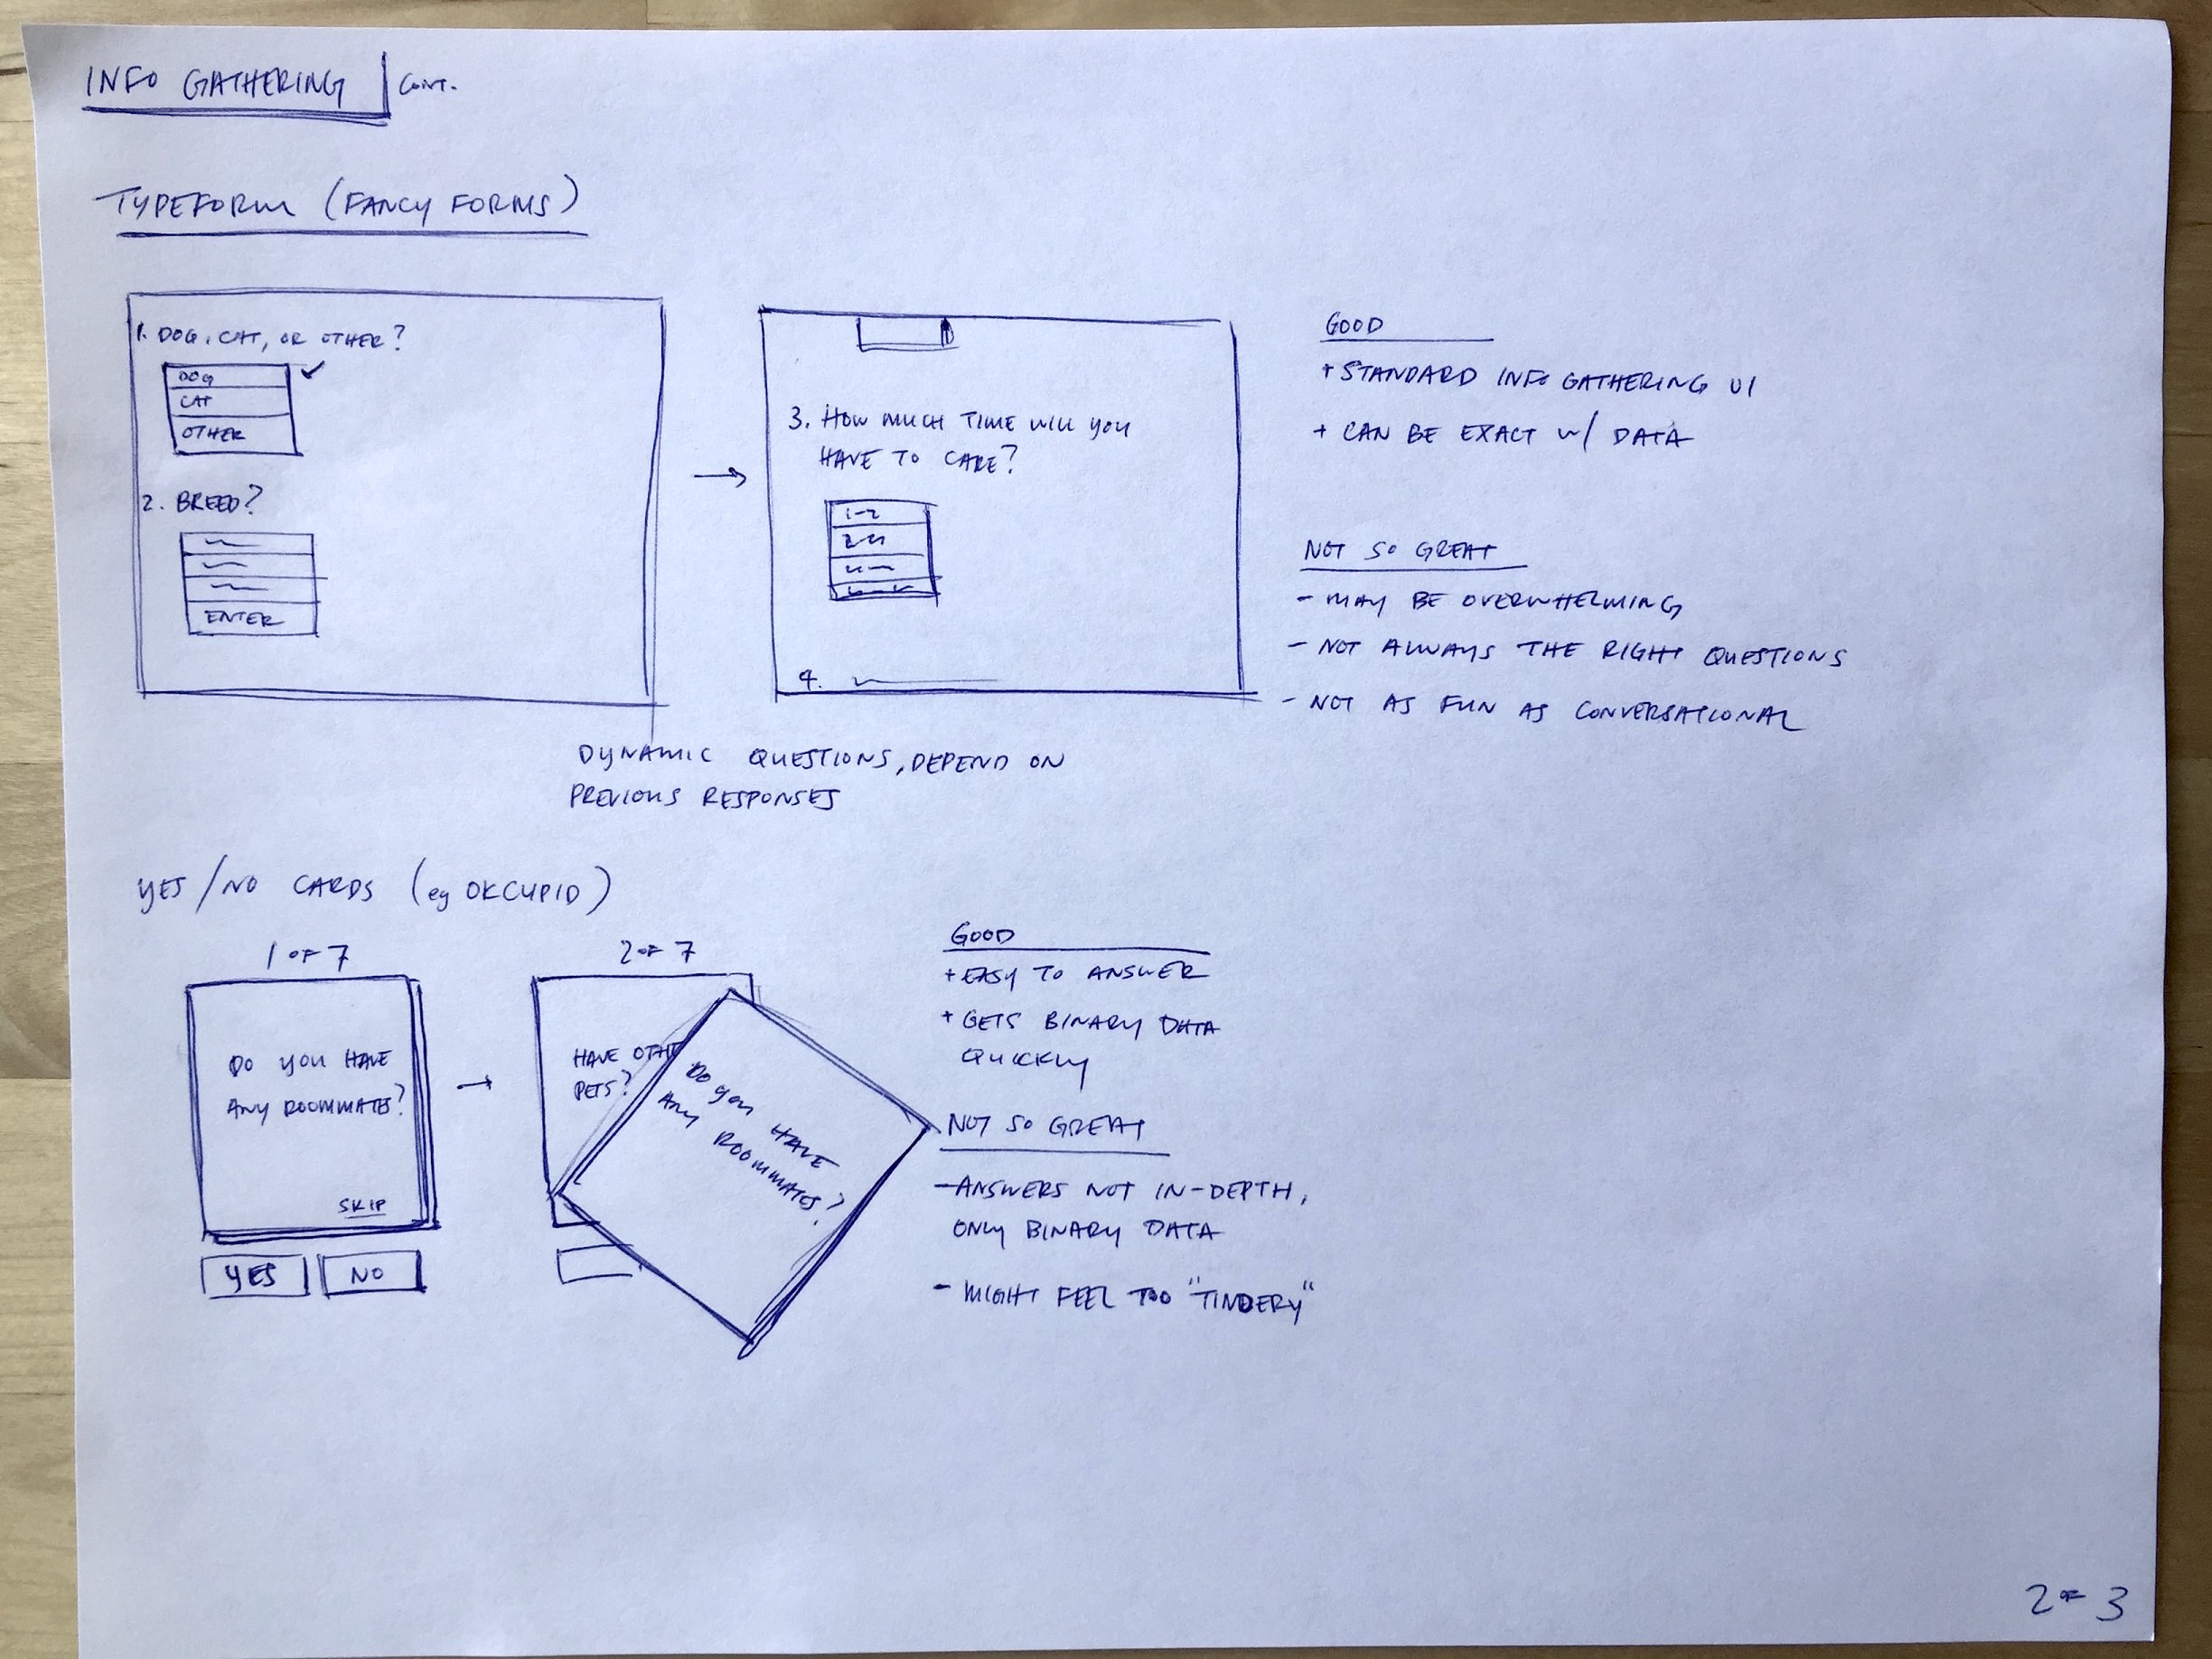 INFO GATHERING CONT.
TYPEFORM (FANCY FORMS)
1. DOG, CAT, OR OTHER?
DOG
CAT
OTHER
2. BREED?
ENTER
3. HOW MUCH TIME WILL YOU
HAVE TO CARE?
1-2
4.
DYNAMIC QUESTIONS, DEPEND ON
PREVIOUS RESPONSES
GOOD
+ STANDARD INFO GATHERING UI
+ CAN BE EXACT W/ DATA
NOT SO GREAT
- MAY BE OVERWHELMING
- NOT ALWAYS THE RIGHT QUESTIONS
- NOT AS FUN AS CONVERSATIONAL
YES/NO CARDS (eg OKCUPID)
1 OF 7
DO YOU HAVE
ANY ROOMMATES?
SKIP
YES NO
2 OF 7
HAVE OTHE
PETS?
DO YOU HAVE
ANY ROOMMATES?
GOOD
+ EASY TO ANSWER
+ GETS BINARY DATA
QUICKLY
NOT SO GREAT
- ANSWERS NOT IN-DEPTH,
ONLY BINARY DATA
- MIGHT FEEL TOO "TINDERY"
2 OF 3